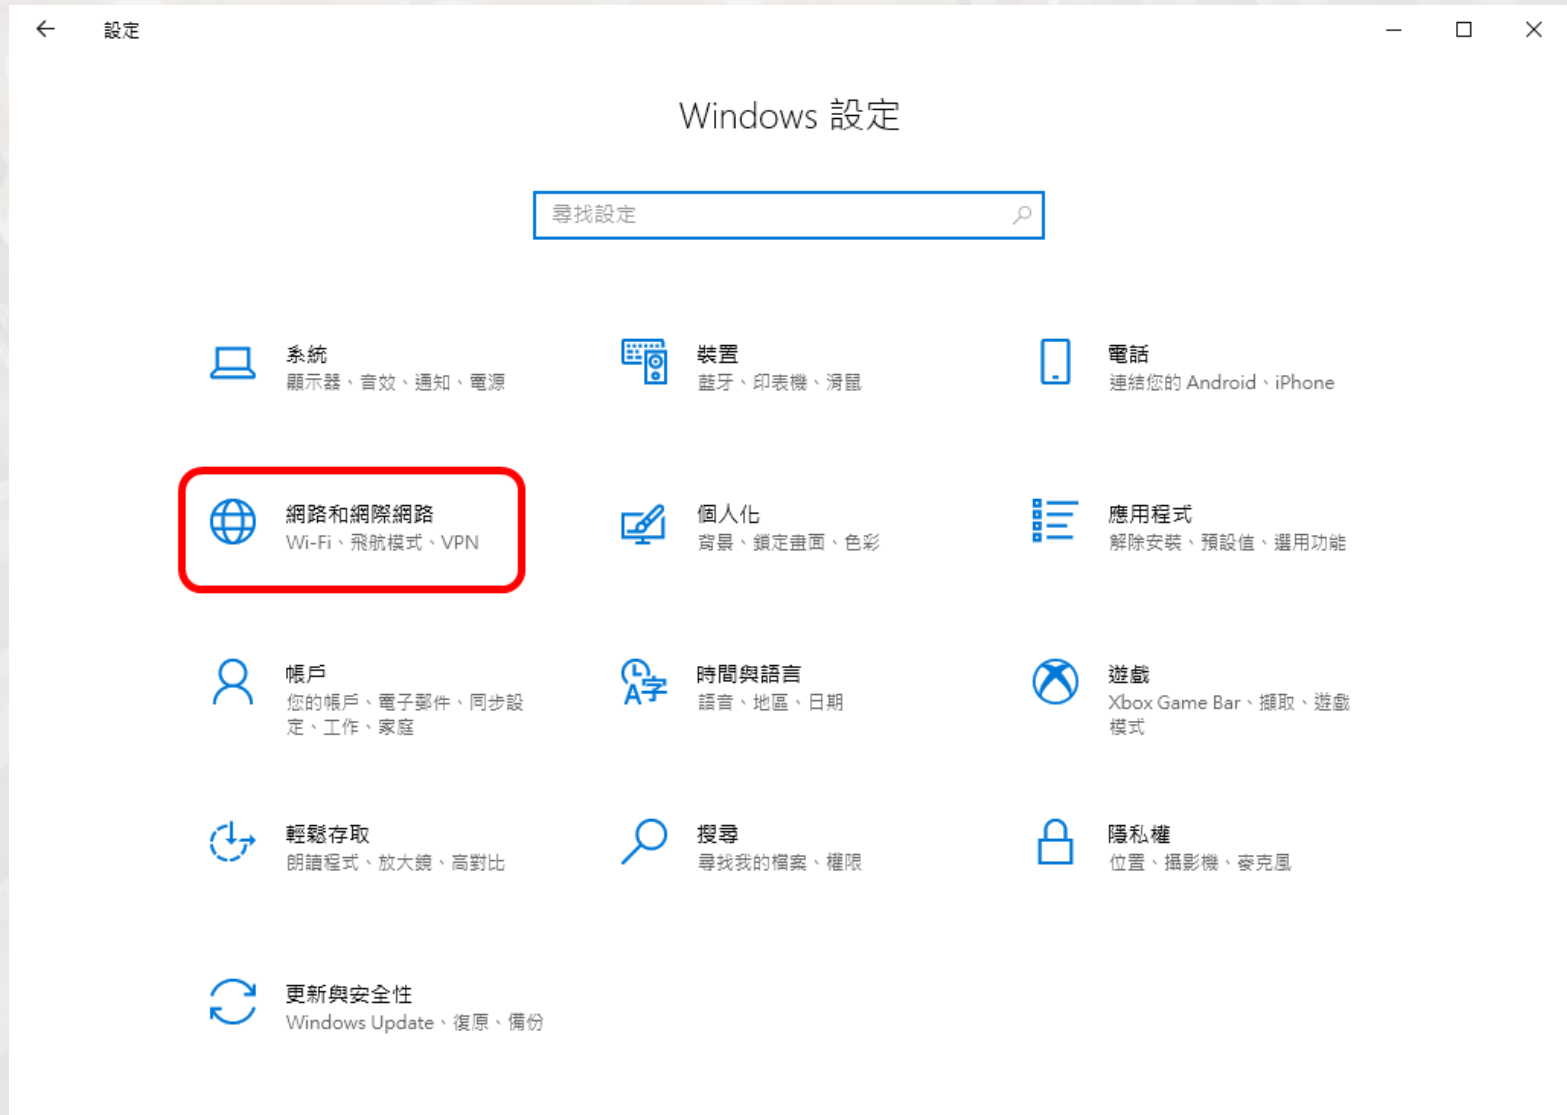 設定
Windows 設定
尋找設定
系統
顯示器、音效、通知、電源
裝置
藍牙、印表機、滑鼠
電話
連結您的 Android、iPhone
網路和網際網路
Wi-Fi、飛航模式、VPN
個人化
背景、鎖定畫面、色彩
應用程式
解除安裝、預設值、選用功能
帳戶
您的帳戶、電子郵件、同步設
定、工作、家庭
時間與語言
語音、地區、日期
遊戲
Xbox Game Bar、擷取、遊戲
模式
輕鬆存取
朗讀程式、放大鏡、高對比
搜尋
尋找我的檔案、權限
隱私權
位置、攝影機、麥克風
更新與安全性
Windows Update、復原、備份